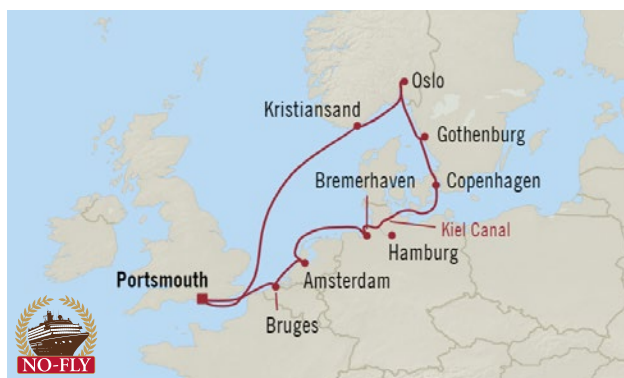 Oslo
Kristiansand
Gothenburg
Bremerhaven
Copenhagen
Kiel Canal
Hamburg
Portsmouth
Amsterdam
Bruges
NO-FLY